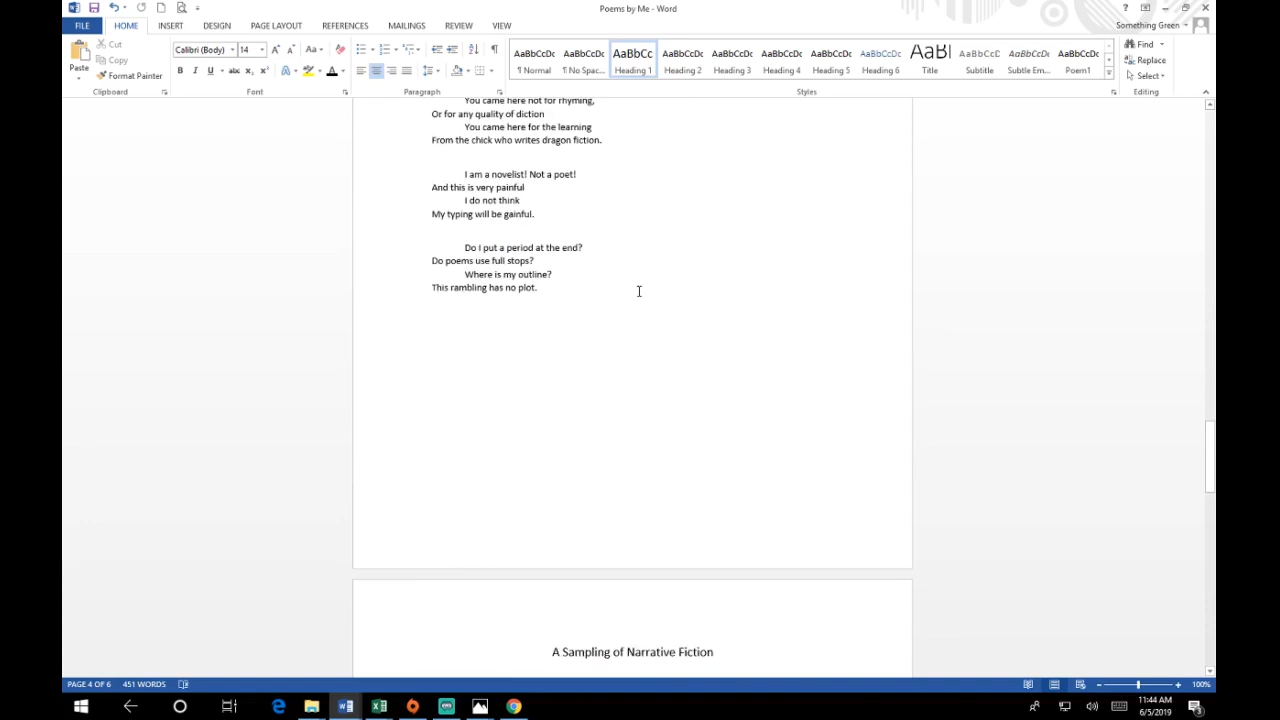 Poems by Me - Word
FILE HOME INSERT DESIGN PAGE LAYOUT REFERENCES MAILINGS REVIEW VIEW Something Green
Paste
Cut
Copy
Format Painter
Calibri (Body) 14
AaBbCcDc AaBbCcDc AaBbCc AaBbCcDc AaBbCcDc AaBbCcDc AaBbCcDc AaBbCcDc AaBl AaBbCcD AaBbCcDc AaBbCcDc
¶ Normal ¶ No Spac... Heading 1 Heading 2 Heading 3 Heading 4 Heading 5 Heading 6 Title Subtitle Subtle Em... Poem1
Find
Replace
Select
Clipboard Font Paragraph Styles Editing
You came here not for rhyming,
Or for any quality of diction
You came here for the learning
From the chick who writes dragon fiction.
I am a novelist! Not a poet!
And this is very painful
I do not think
My typing will be gainful.
Do I put a period at the end?
Do poems use full stops?
Where is my outline?
This rambling has no plot.
A Sampling of Narrative Fiction
PAGE 4 OF 6 451 WORDS 100%
11:44 AM
6/5/2019